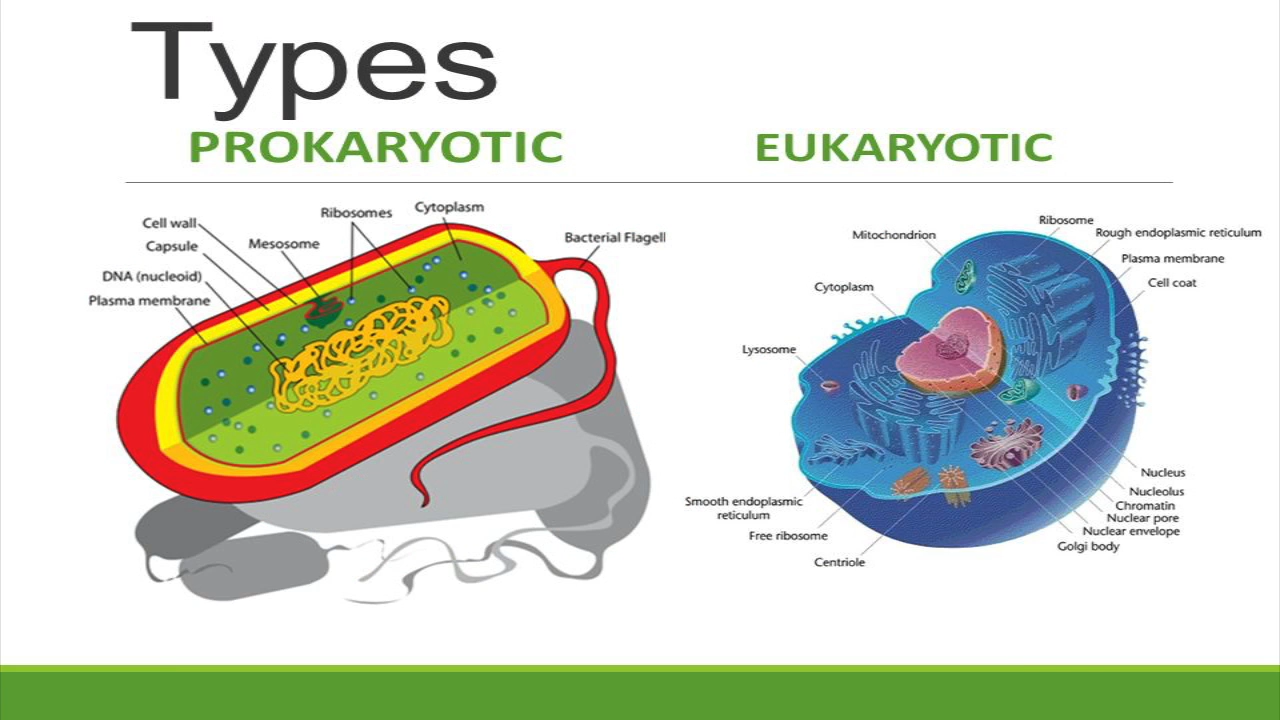 Types
PROKARYOTIC
EUKARYOTIC
Cell wall
Capsule
DNA (nucleoid)
Plasma membrane
Mesosome
Ribosomes
Cytoplasm
Bacterial Flagell
Mitochondrion
Cytoplasm
Lysosome
Smooth endoplasmic
reticulum
Free ribosome
Centriole
Ribosome
Rough endoplasmic reticulum
Plasma membrane
Cell coat
Nucleus
Nucleolus
Chromatin
Nuclear pore
Nuclear envelope
Golgi body